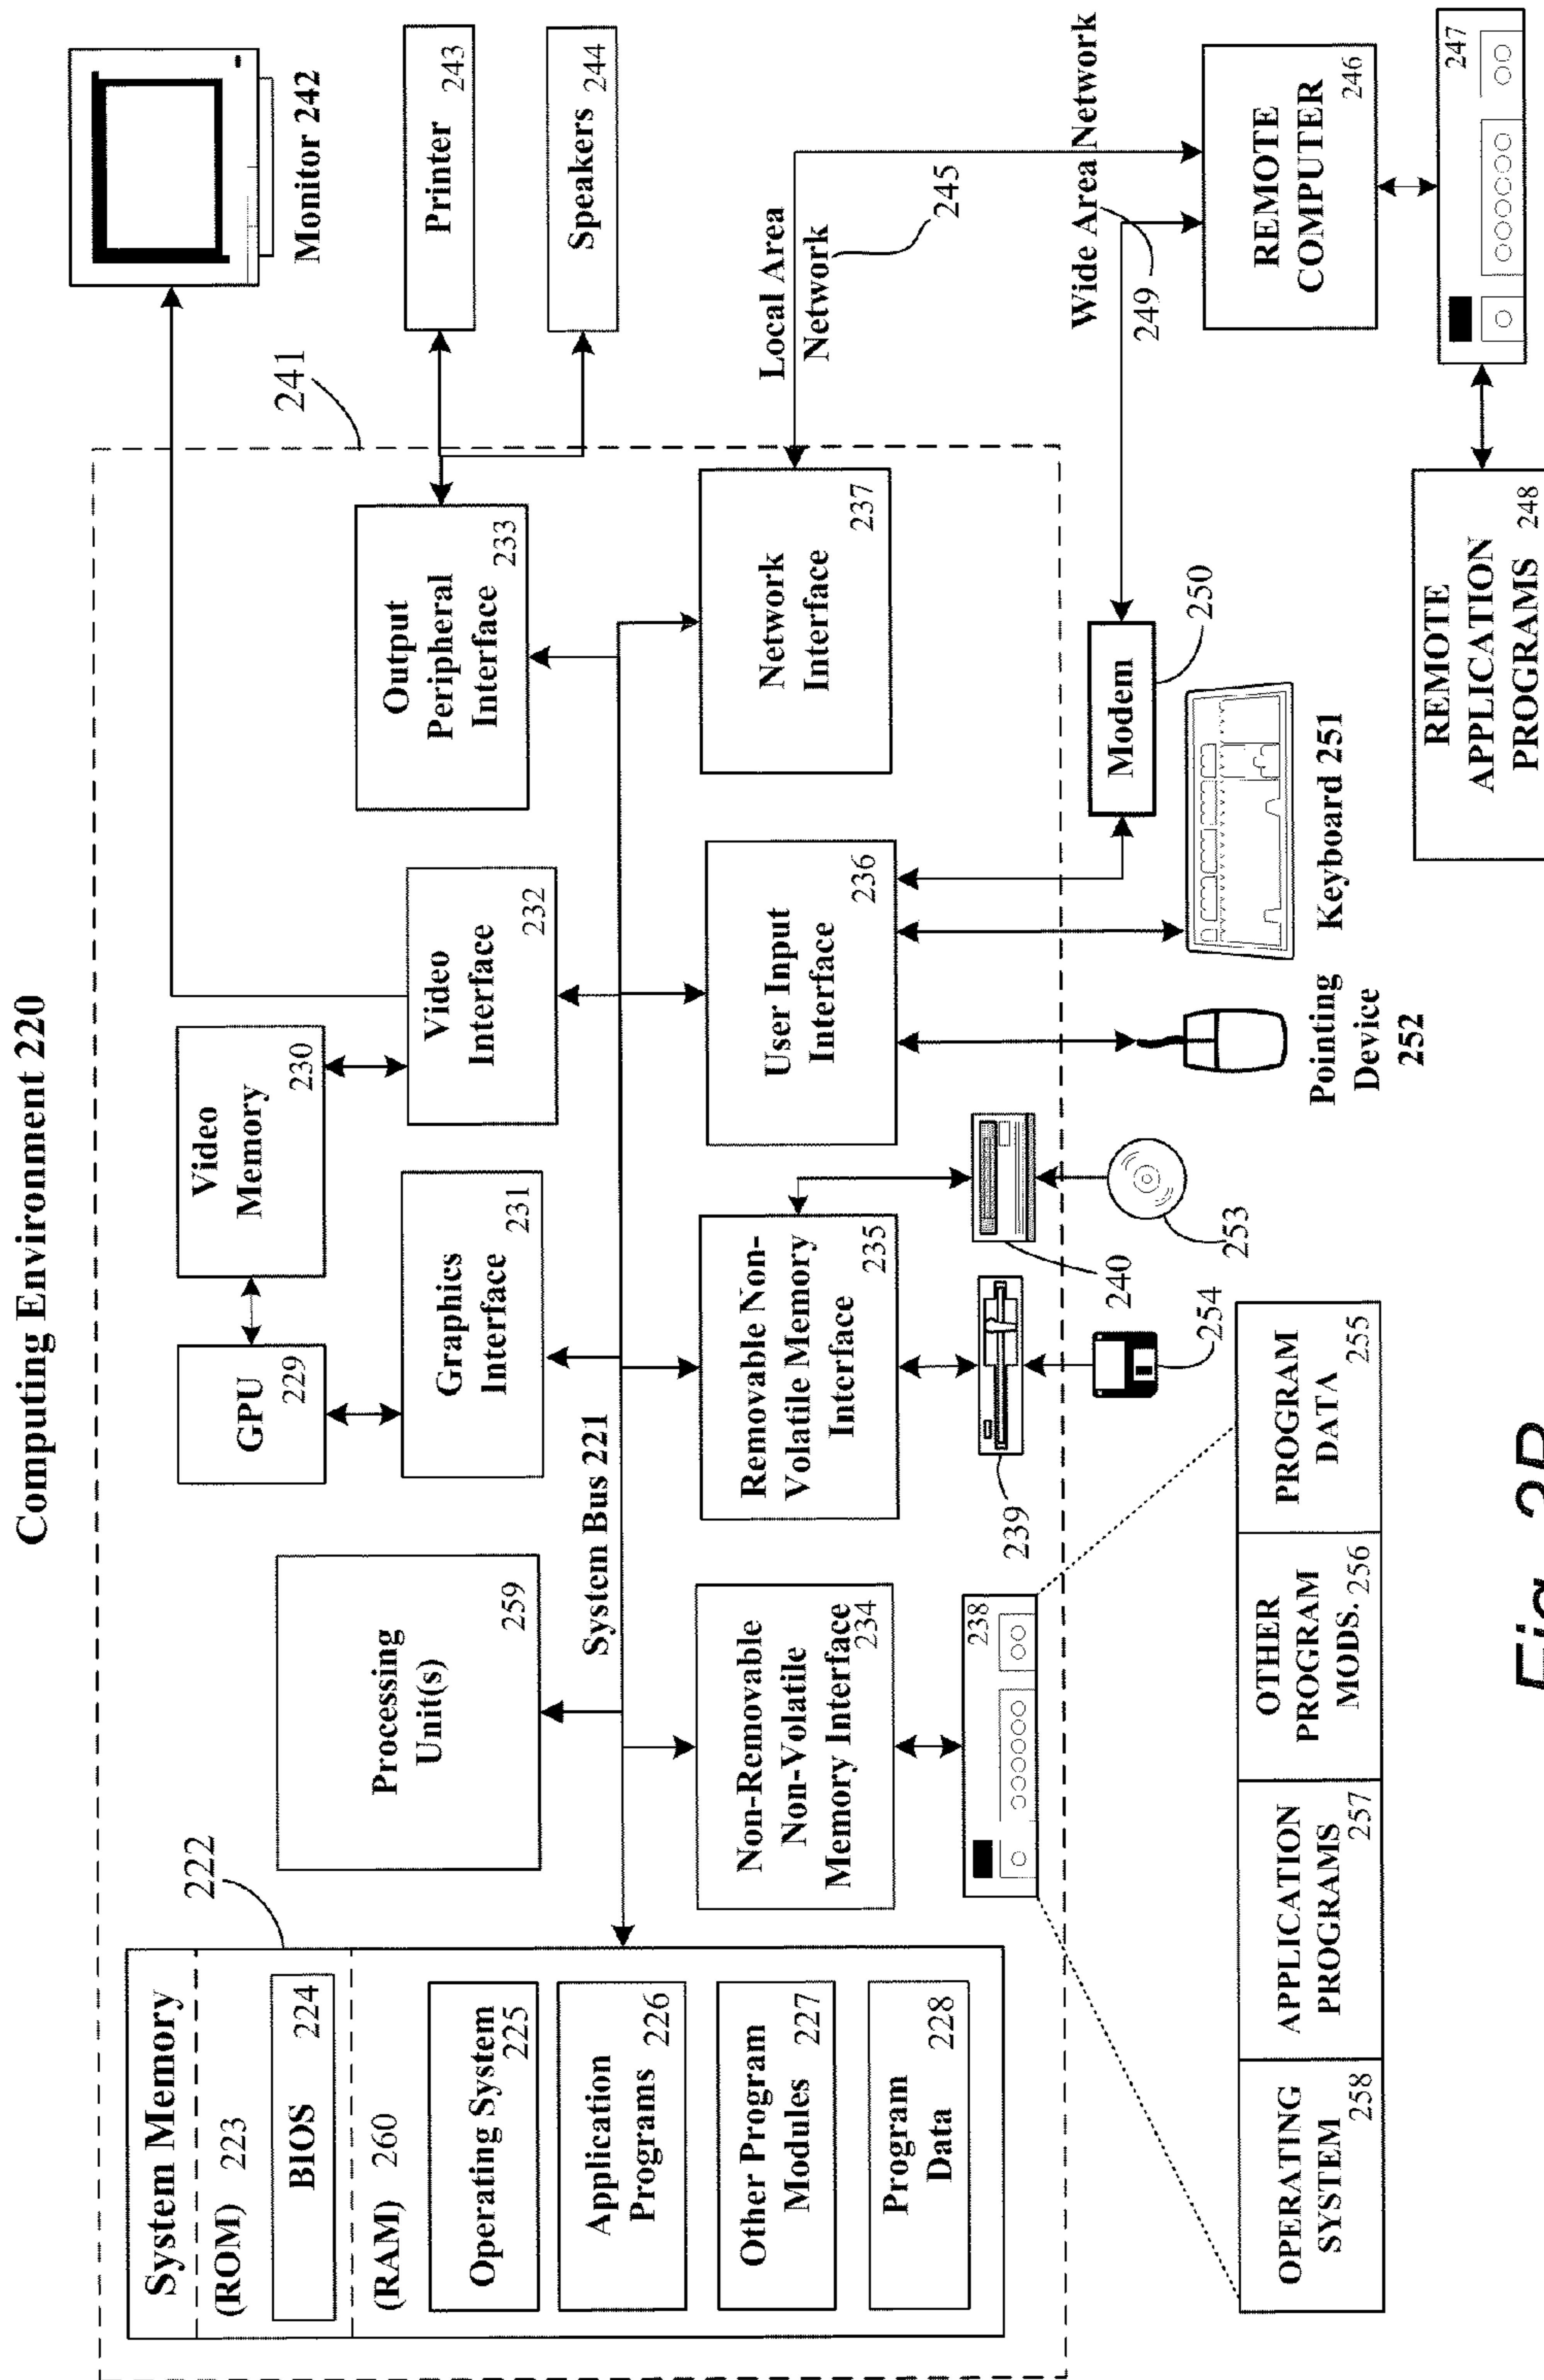 Computing Environment 220
System Memory
222
(ROM) 223
BIOS 224
(RAM) 260
Operating System
225
Application
Programs 226
Other Program
Modules 227
Program
Data 228
Processing
Unit(s)
259
System Bus 221
GPU
229
Video
Memory
230
Graphics
Interface
231
Video
Interface
232
Output
Peripheral
Interface
233
241
Monitor 242
Printer
243
Speakers
244
Non-Removable
Non-Volatile
Memory Interface
234
Removable Non-
Volatile Memory
Interface
235
User Input
Interface
236
Network
Interface
237
Local Area
Network
245
238
239
240
254
253
Pointing
Device
252
Keyboard 251
Modem
250
Wide Area Network
249
REMOTE
COMPUTER
246
247
REMOTE
APPLICATION
PROGRAMS 248
OPERATING
SYSTEM
258
APPLICATION
PROGRAMS
257
OTHER
PROGRAM
MODS. 256
PROGRAM
DATA
255